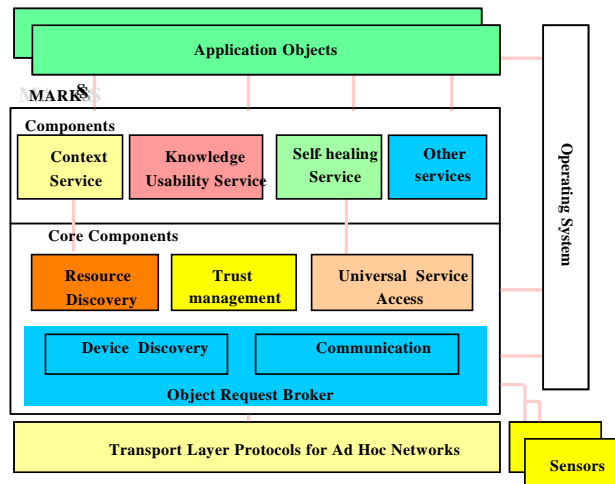 Application Objects
MARKS
Components
Context
Service
Knowledge
Usability Service
Self-healing
Service
Other
services
Operating System
Core Components
Resource
Discovery
Trust
management
Universal Service
Access
Device Discovery
Communication
Object Request Broker
Transport Layer Protocols for Ad Hoc Networks
Sensors